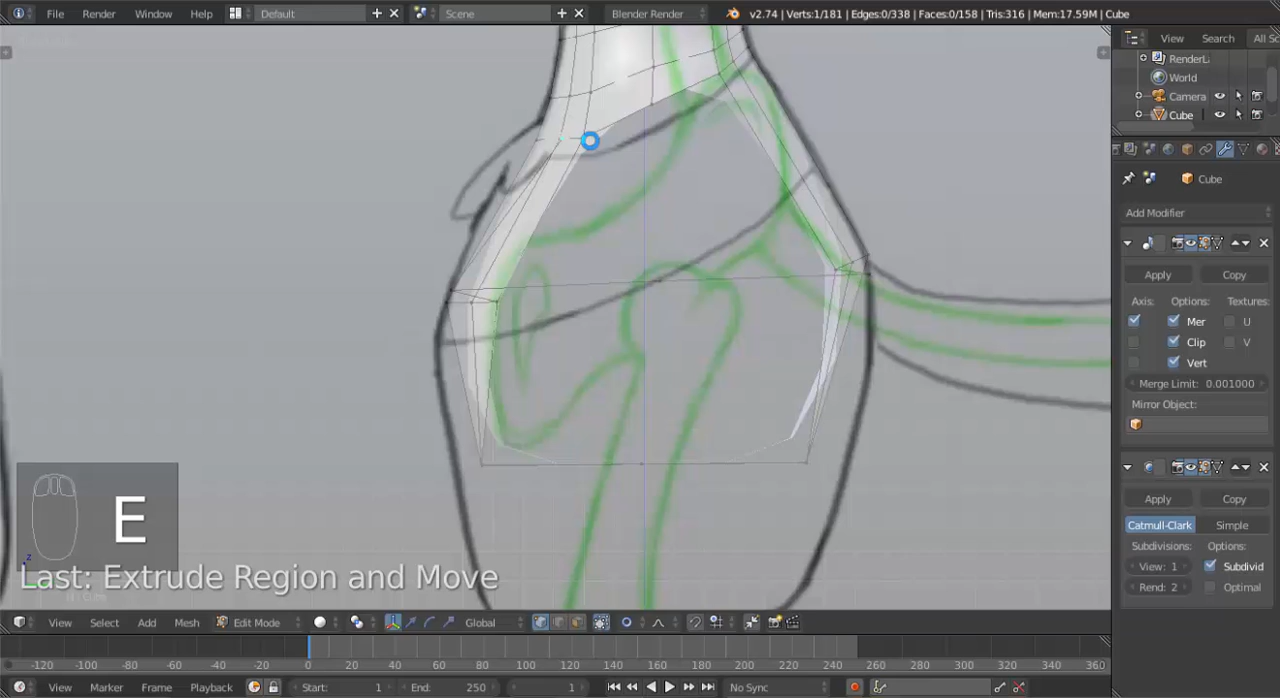 File Render Window Help Default Scene Blender Render v2.74 | Verts:1/181 | Edges:0/338 | Faces:0/158 | Tris:316 | Mem:17.59M | Cube
View Search All Sc
RenderL
World
Camera
Cube
Cube
Add Modifier
Apply Copy
Axis: Options: Textures:
Mer U
Clip V
Vert
Merge Limit: 0.001000
Mirror Object:
Apply Copy
Catmull-Clark Simple
Subdivisions: Options:
View: 1 Subdivid
Rend: 2 Optimal
E
Last: Extrude Region and Move
View Select Add Mesh Edit Mode Global
-120 -100 -80 -60 -40 -20 0 20 40 60 80 100 120 140 160 180 200 220 240 260 280 300 320 340 360
View Marker Frame Playback Start: 1 End: 250 1 No Sync